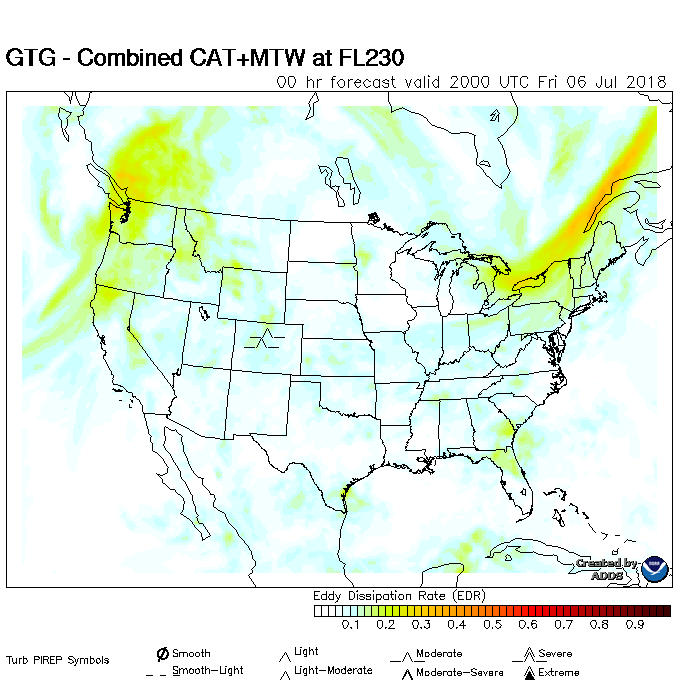 GTG - Combined CAT+MTW at FL230
00 hr forecast valid 2000 UTC Fri 06 Jul 2018
Created by
ADDS
Eddy Dissipation Rate (EDR)
0.1 0.2 0.3 0.4 0.5 0.6 0.7 0.8 0.9
Turb PIREP Symbols
Smooth Light Moderate Severe
Smooth-Light Light-Moderate Moderate-Severe Extreme